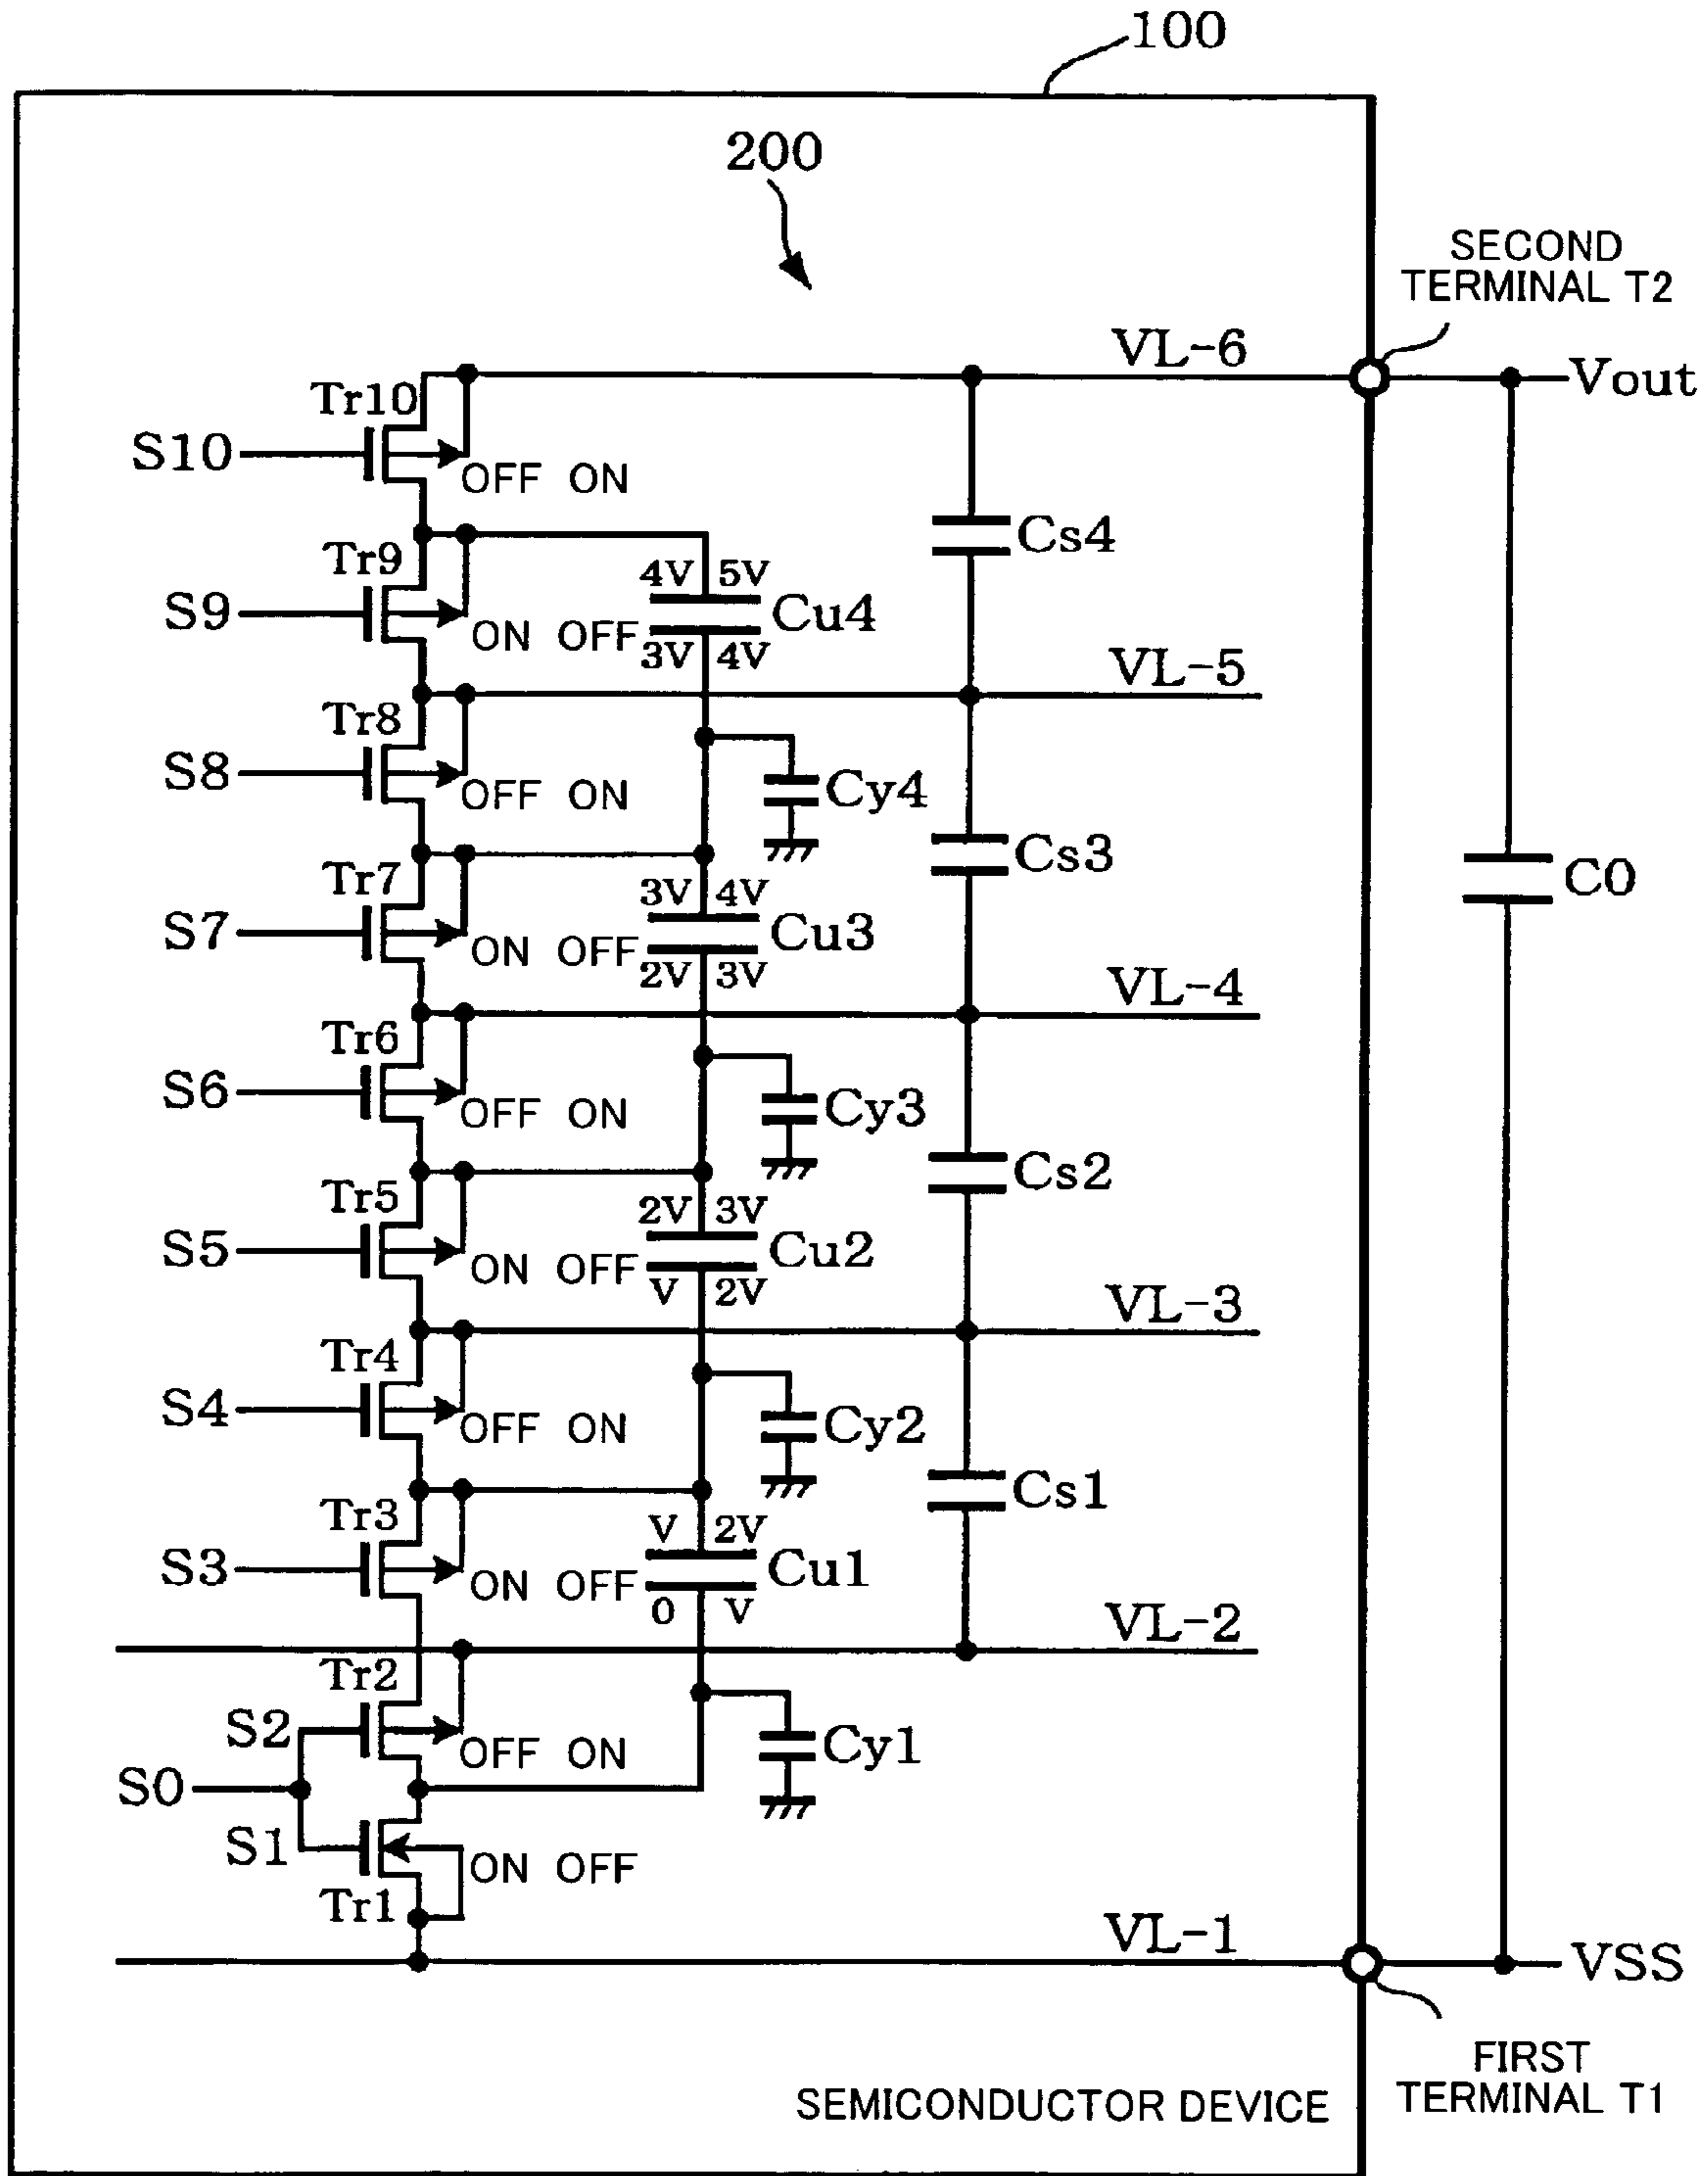 100
200
SECOND
TERMINAL T2
VL-6
Vout
Tr10
S10
OFF ON
Cs4
Tr9
4V 5V
S9
Cu4
ON OFF
3V 4V
VL-5
Tr8
S8
OFF ON
Cy4
Cs3
Tr7
C0
3V 4V
S7
Cu3
ON OFF
2V 3V
VL-4
Tr6
S6
OFF ON
Cy3
Cs2
Tr5
2V 3V
S5
Cu2
ON OFF
V 2V
VL-3
Tr4
S4
OFF ON
Cy2
Cs1
Tr3
V 2V
S3
Cu1
ON OFF
0 V
VL-2
Tr2
S2
OFF ON
Cy1
S0
S1
ON OFF
Tr1
VL-1
VSS
FIRST
TERMINAL T1
SEMICONDUCTOR DEVICE